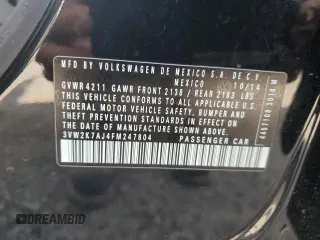 MFD BY VOLKSWAGEN DE MEXICO S.A. DE C.V.
MEXICO 10/14
GVWR 4211 GAWR FRONT 2138 / REAR 2183 LBS
THIS VEHICLE CONFORMS TO ALL APPLICABLE
FEDERAL MOTOR VEHICLE SAFETY, BUMPER, AND
THEFT PREVENTION STANDARDS IN EFFECT ON
THE DATE OF MANUFACTURE SHOWN ABOVE
3VW2K7AJ4FM247804 PASSENGER CAR
DREAMBID